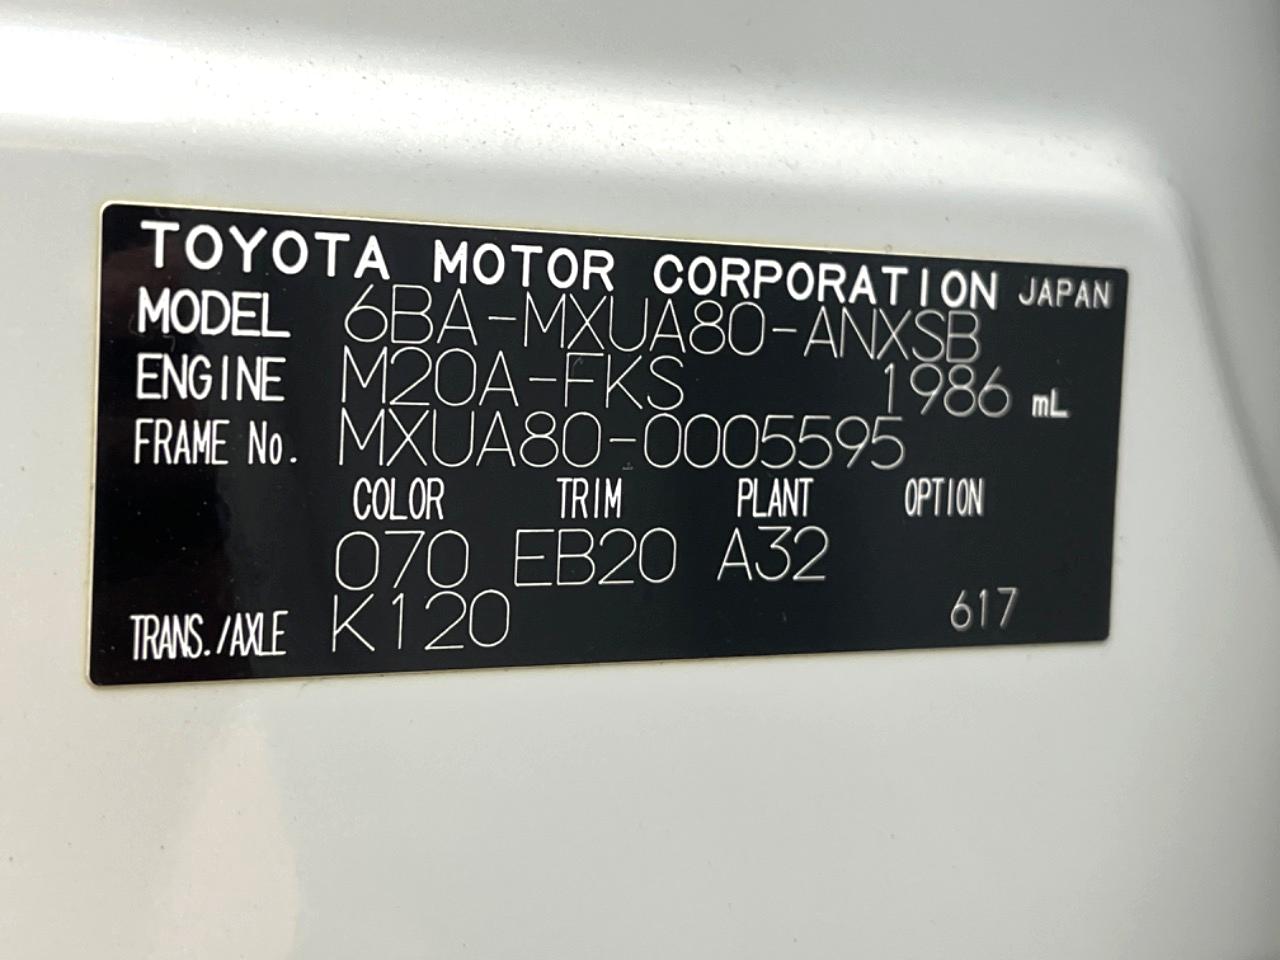 TOYOTA MOTOR CORPORATION JAPAN
MODEL 6BA-MXUA80-ANXSB
ENGINE M20A-FKS 1986 mL
FRAME No. MXUA80-0005595
COLOR TRIM PLANT OPTION
070 EB20 A32
TRANS./AXLE K120 617